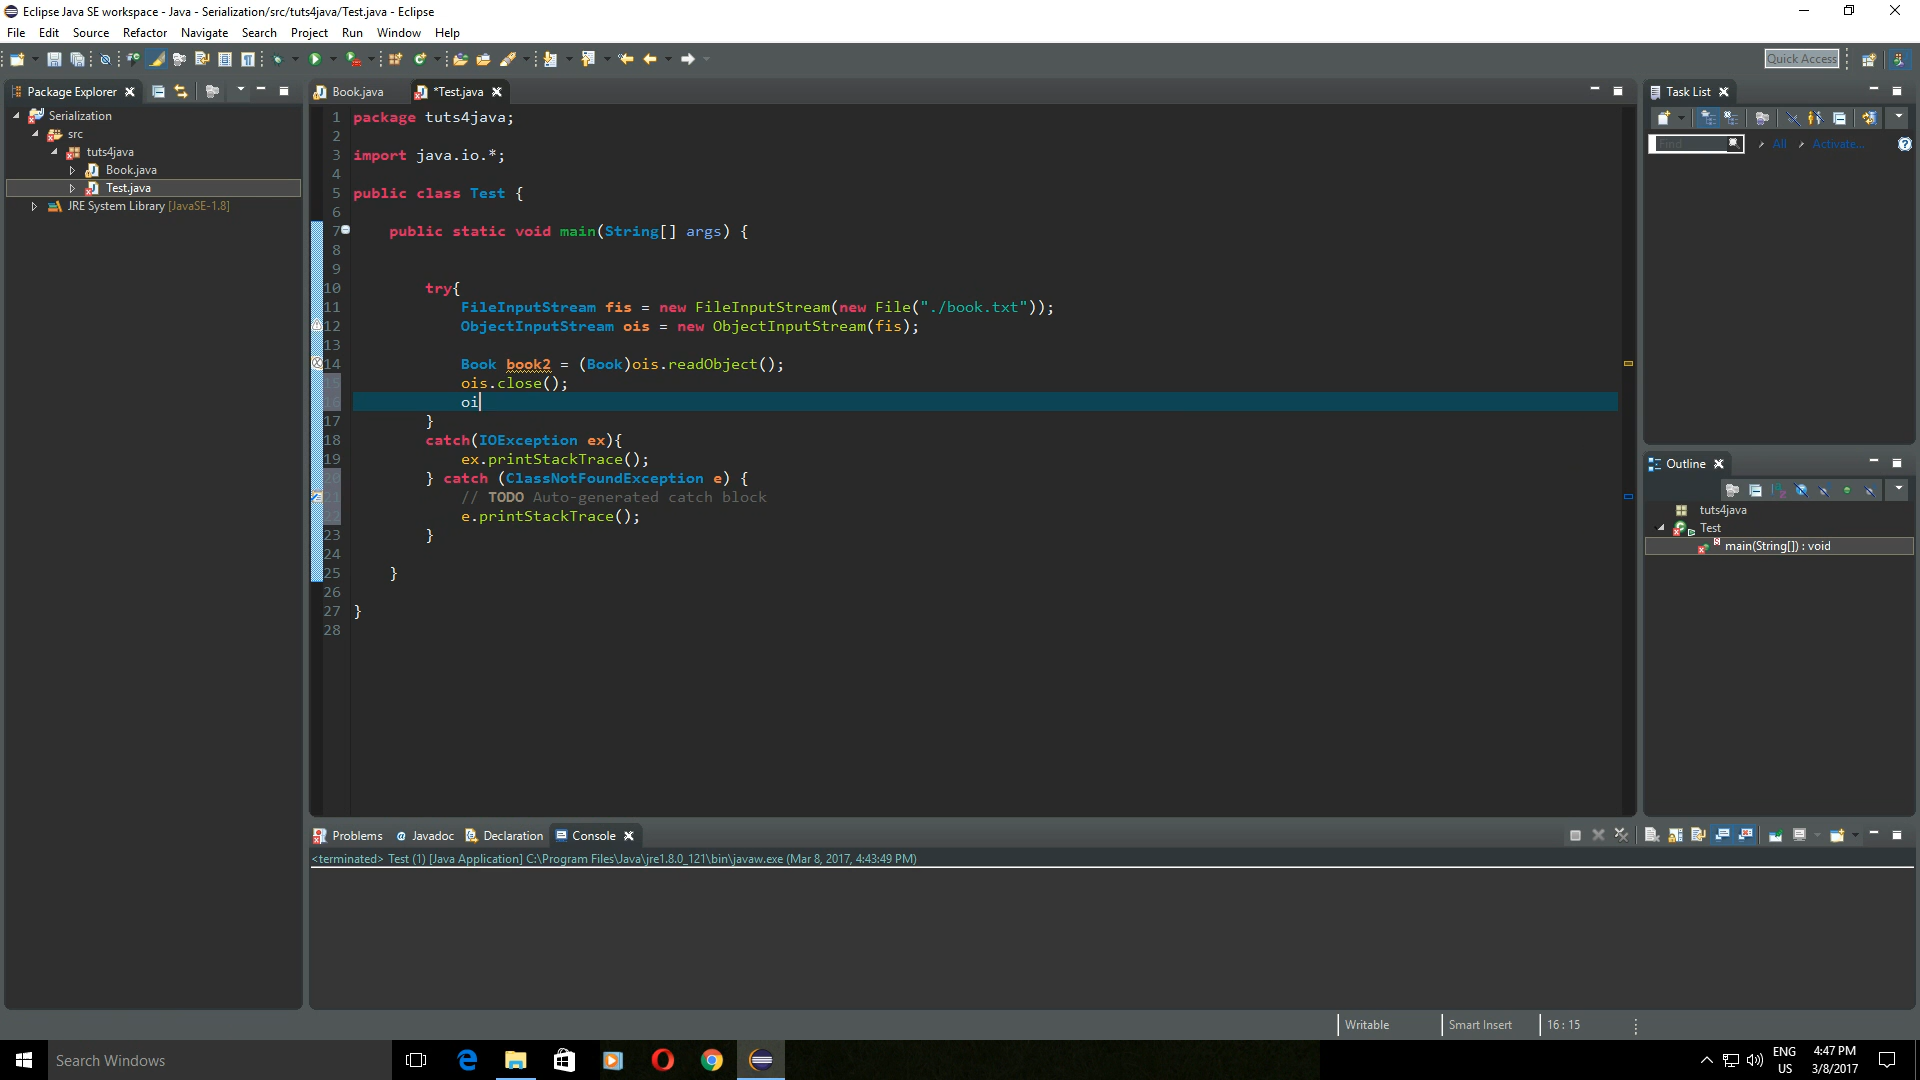 Eclipse Java SE workspace - Java - Serialization/src/tuts4java/Test.java - Eclipse
File Edit Source Refactor Navigate Search Project Run Window Help
Quick Access
Package Explorer
Serialization
src
tuts4java
Book.java
Test.java
JRE System Library [JavaSE-1.8]
Book.java *Test.java
1 package tuts4java;
2
3 import java.io.*;
4
5 public class Test {
6
7 public static void main(String[] args) {
8
9
10 try{
11 FileInputStream fis = new FileInputStream(new File("./book.txt"));
12 ObjectInputStream ois = new ObjectInputStream(fis);
13
14 Book book2 = (Book)ois.readObject();
15 ois.close();
16 oi
17 }
18 catch(IOException ex){
19 ex.printStackTrace();
20 } catch (ClassNotFoundException e) {
21 // TODO Auto-generated catch block
22 e.printStackTrace();
23 }
24
25 }
26
27 }
28
Task List
Find All Activate...
Outline
tuts4java
Test
main(String[]) : void
Problems Javadoc Declaration Console
<terminated> Test (1) [Java Application] C:\Program Files\Java\jre1.8.0_121\bin\javaw.exe (Mar 8, 2017, 4:43:49 PM)
Writable Smart Insert 16 : 15
Search Windows
ENG
US
4:47 PM
3/8/2017